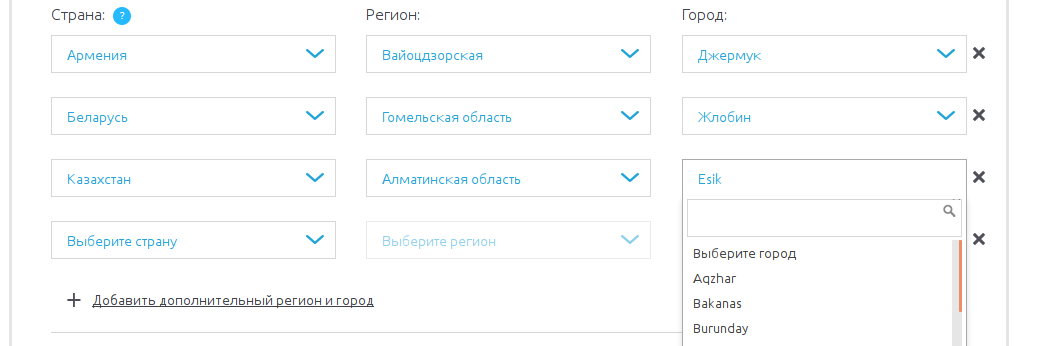 Страна: ? Регион: Город:
Армения Вайоцдзорская Джермук
Беларусь Гомельская область Жлобин
Казахстан Алматинская область Esik
Выберите страну Выберите регион
Выберите город
Aqzhar
Bakanas
Burunday
Добавить дополнительный регион и город